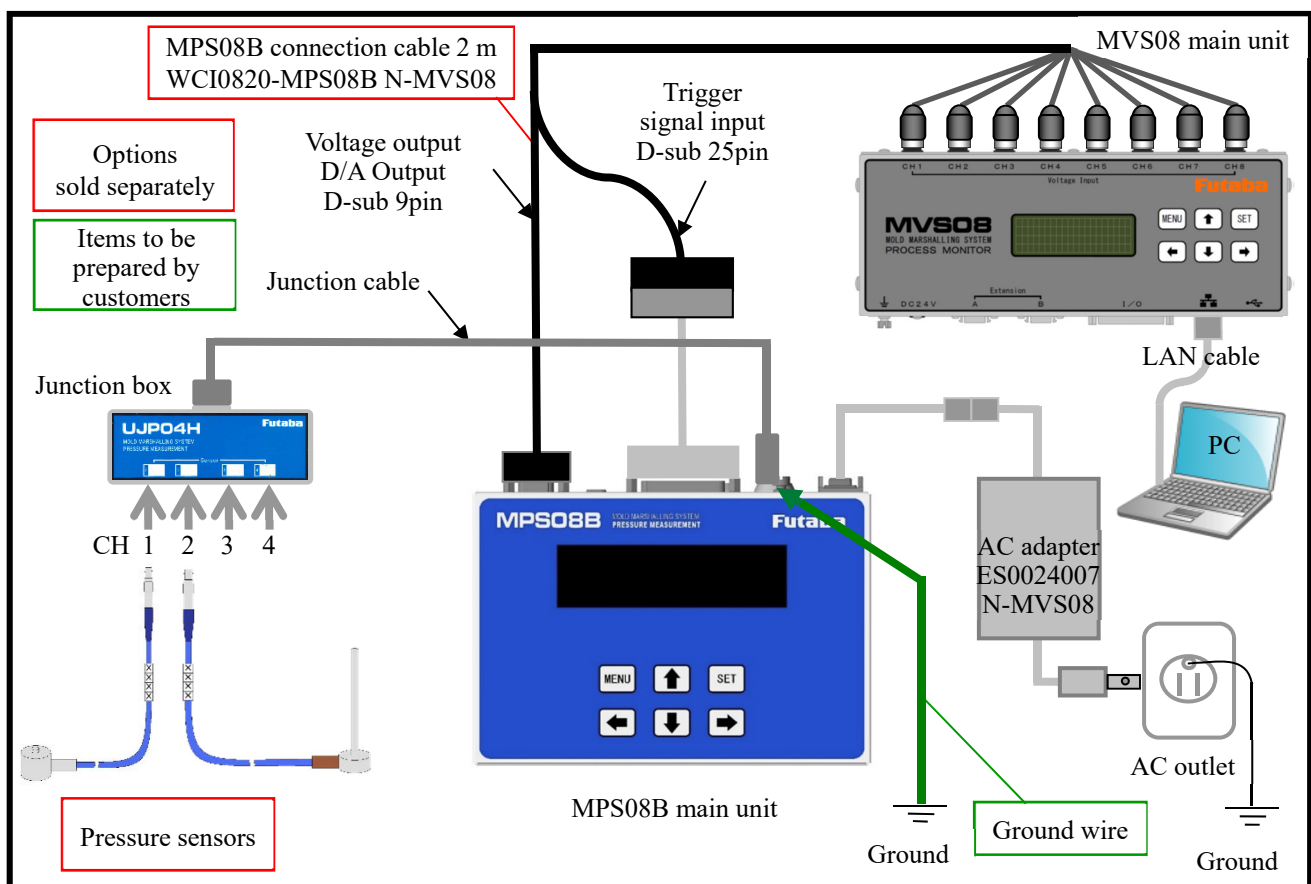 MPS08B connection cable 2 m
WCI0820-MPS08B N-MVS08
MVS08 main unit
Options
sold separately
Items to be
prepared by
customers
Voltage output
D/A Output
D-sub 9pin
Trigger
signal input
D-sub 25pin
CH1 CH2 CH3 CH4 CH5 CH6 CH7 CH8
Voltage Input
Futaba
MVS08
MOLD MARSHALLING SYSTEM
PROCESS MONITOR
MENU SET
Extension
DC24V A B I/O
Junction cable
LAN cable
Junction box
UJP04H Futaba
MOLD MARSHALLING SYSTEM
PRESSURE MEASUREMENT
CH 1 2 3 4
PC
MPS08B MOLD MARSHALLING SYSTEM
PRESSURE MEASUREMENT
Futaba
MENU SET
AC adapter
ES0024007
N-MVS08
AC outlet
MPS08B main unit
Pressure sensors
Ground wire
Ground
Ground